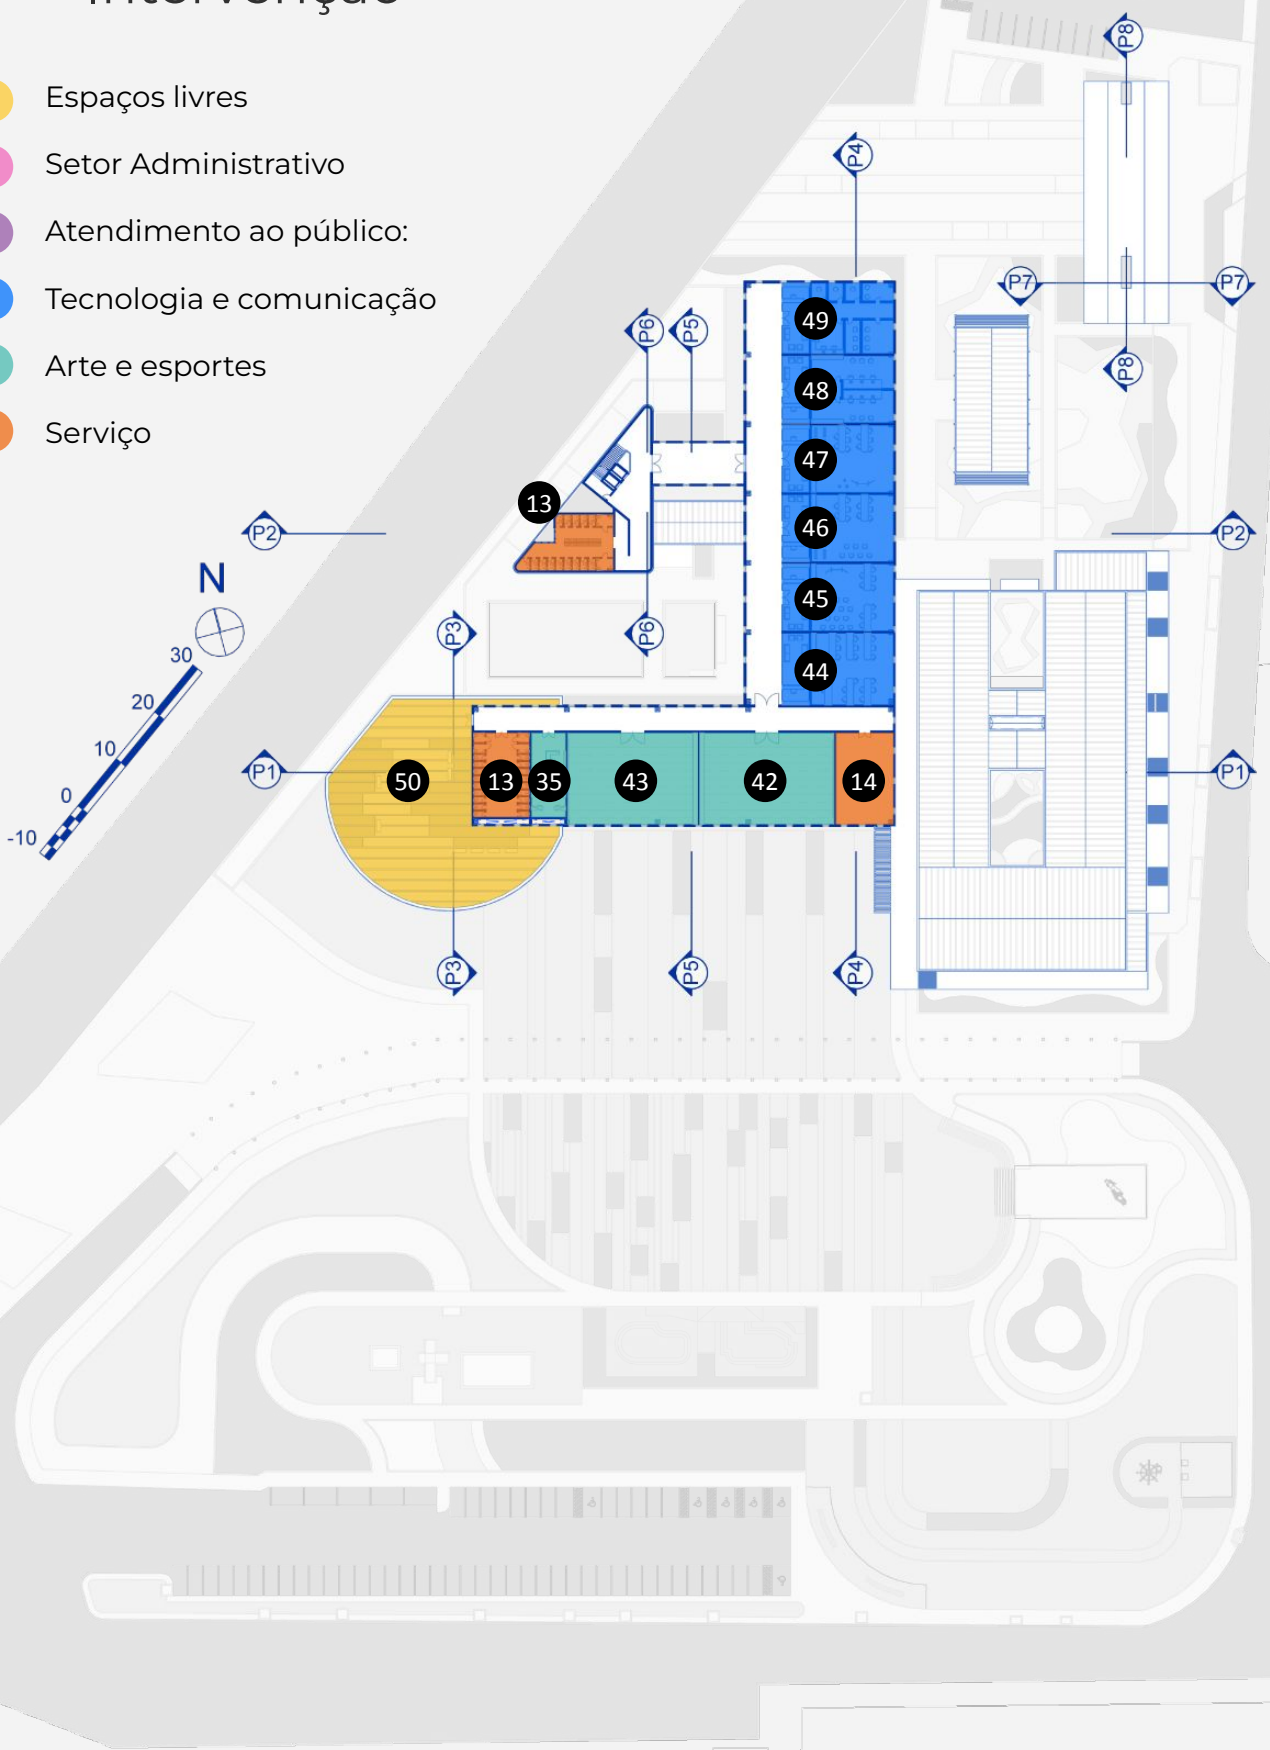 Intervenção
Espaços livres
Setor Administrativo
Atendimento ao público:
Tecnologia e comunicação
Arte e esportes
Serviço
P8
P4
P7
P7
P6
P5
P8
49
48
47
46
45
44
13
P2
P2
N
30
20
10
0
-10
P3
P6
P1
50
13
35
43
42
14
P1
P3
P5
P4